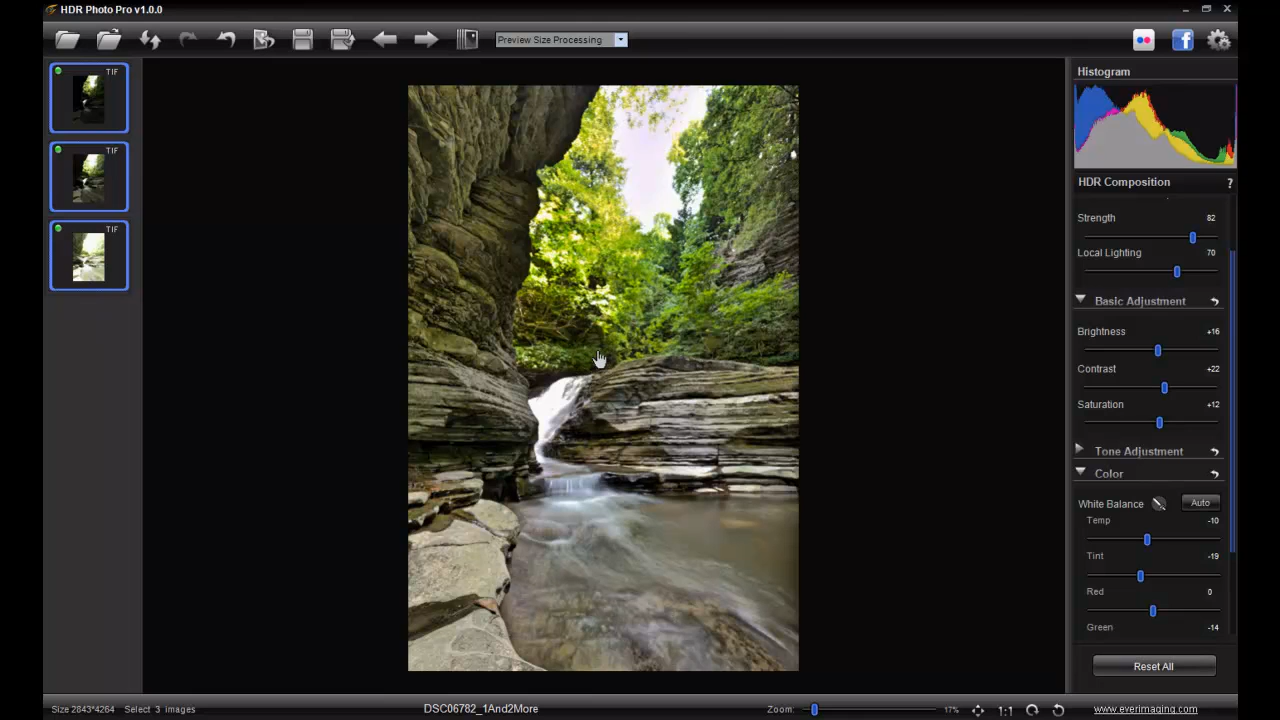 HDR Photo Pro v1.0.0
Preview Size Processing
TIF
TIF
TIF
Histogram
HDR Composition ?
Strength 82
Local Lighting 70
Basic Adjustment
Brightness +16
Contrast +22
Saturation +12
Tone Adjustment
Color
White Balance Auto
Temp -10
Tint -19
Red 0
Green -14
Reset All
Size 2843*4264 Select 3 images DSC06782_1And2More Zoom: 17% 1:1 www.everimaging.com